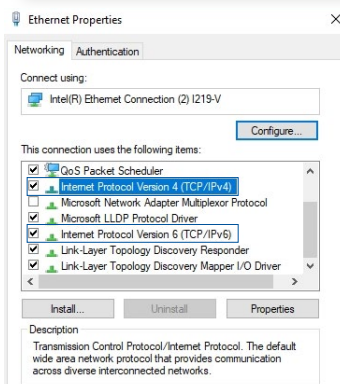 Ethernet Properties
Networking Authentication
Connect using:
Intel(R) Ethernet Connection (2) I219-V
Configure...
This connection uses the following items:
QoS Packet Scheduler
Internet Protocol Version 4 (TCP/IPv4)
Microsoft Network Adapter Multiplexor Protocol
Microsoft LLDP Protocol Driver
Internet Protocol Version 6 (TCP/IPv6)
Link-Layer Topology Discovery Responder
Link-Layer Topology Discovery Mapper I/O Driver
Install... Uninstall Properties
Description
Transmission Control Protocol/Internet Protocol. The default
wide area network protocol that provides communication
across diverse interconnected networks.